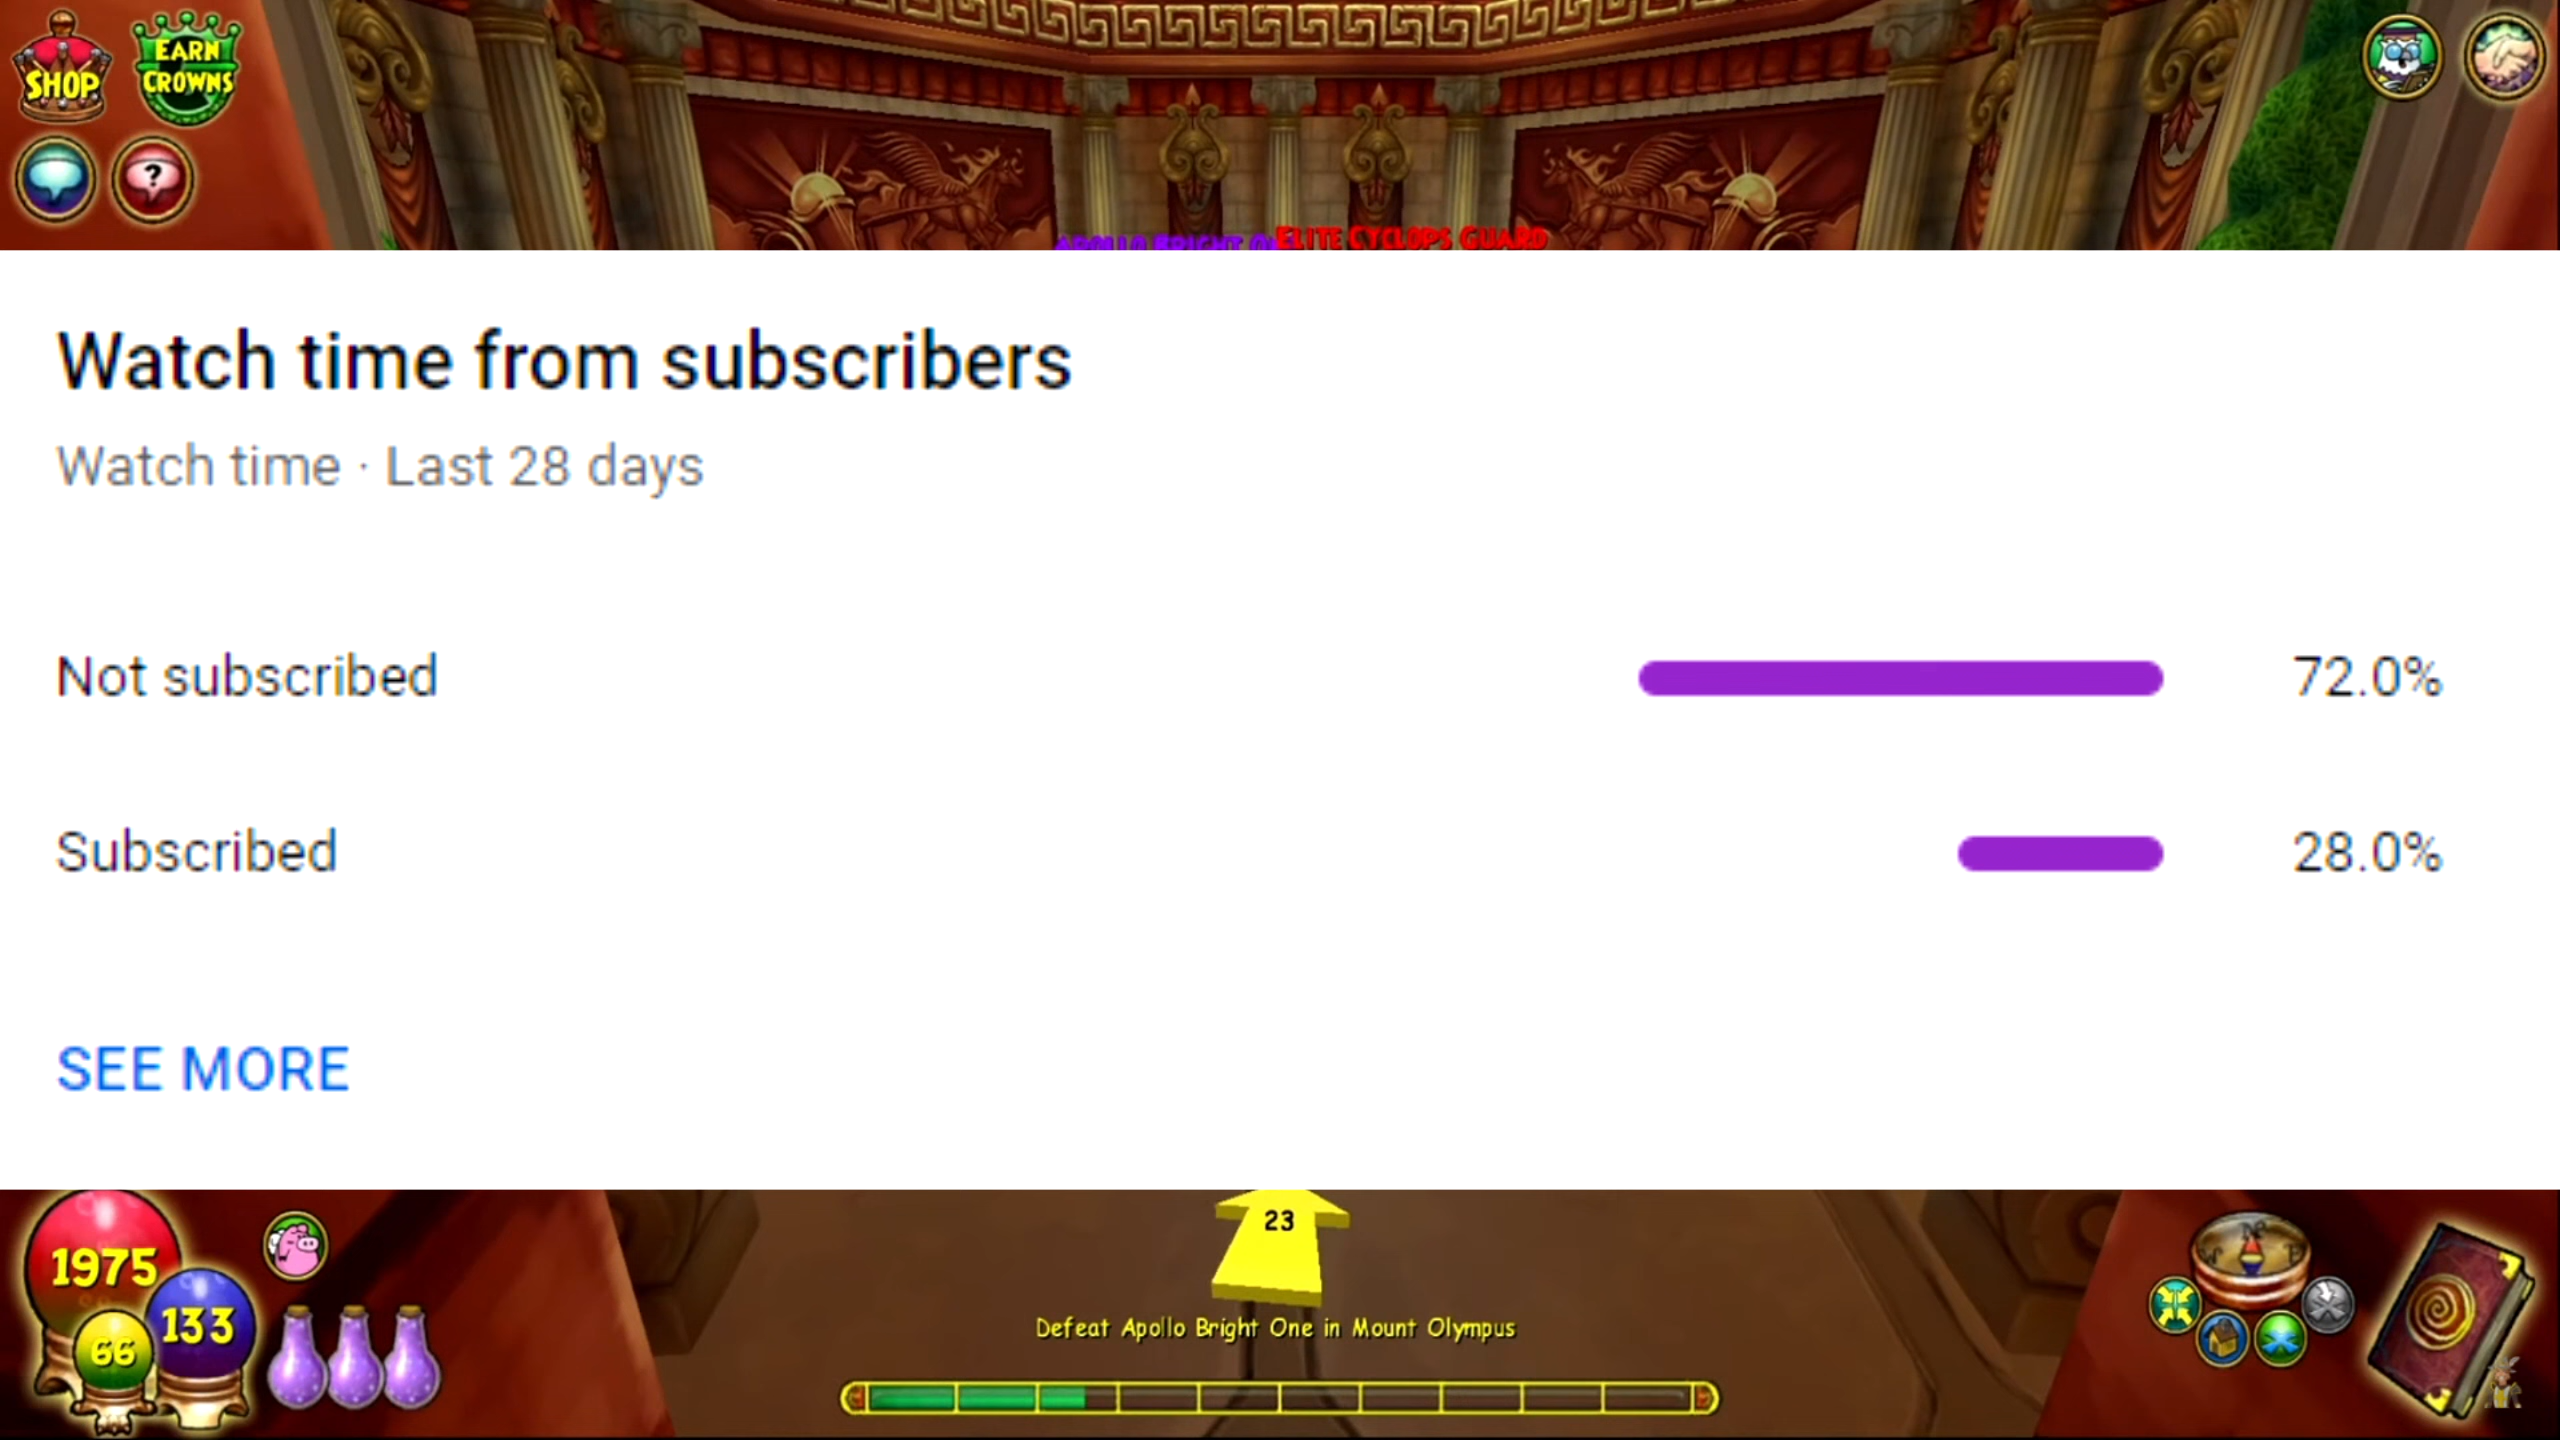 SHOP
EARN
CROWNS
?
ELITE CYCLOPS GUARD
Watch time from subscribers
Watch time · Last 28 days
Not subscribed 72.0%
Subscribed 28.0%
SEE MORE
1975
133
66
23
Defeat Apollo Bright One in Mount Olympus